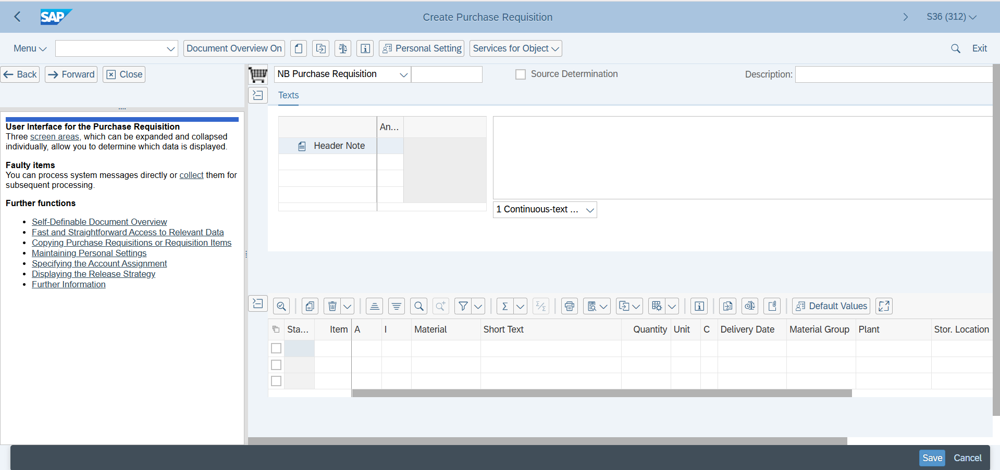 SAP
Create Purchase Requisition
S36 (312)
Menu
Document Overview On
Personal Setting
Services for Object
Exit
Back
Forward
Close
NB Purchase Requisition
Source Determination
Description:
Texts
User Interface for the Purchase Requisition
Three screen areas, which can be expanded and collapsed
individually, allow you to determine which data is displayed.
Faulty items
You can process system messages directly or collect them for
subsequent processing.
Further functions
• Self-Definable Document Overview
• Fast and Straightforward Access to Relevant Data
• Copying Purchase Requisitions or Requisition Items
• Maintaining Personal Settings
• Specifying the Account Assignment
• Displaying the Release Strategy
• Further Information
An...
Header Note
1 Continuous-text ...
Default Values
Sta... Item A I Material Short Text Quantity Unit C Delivery Date Material Group Plant Stor. Location
Save
Cancel